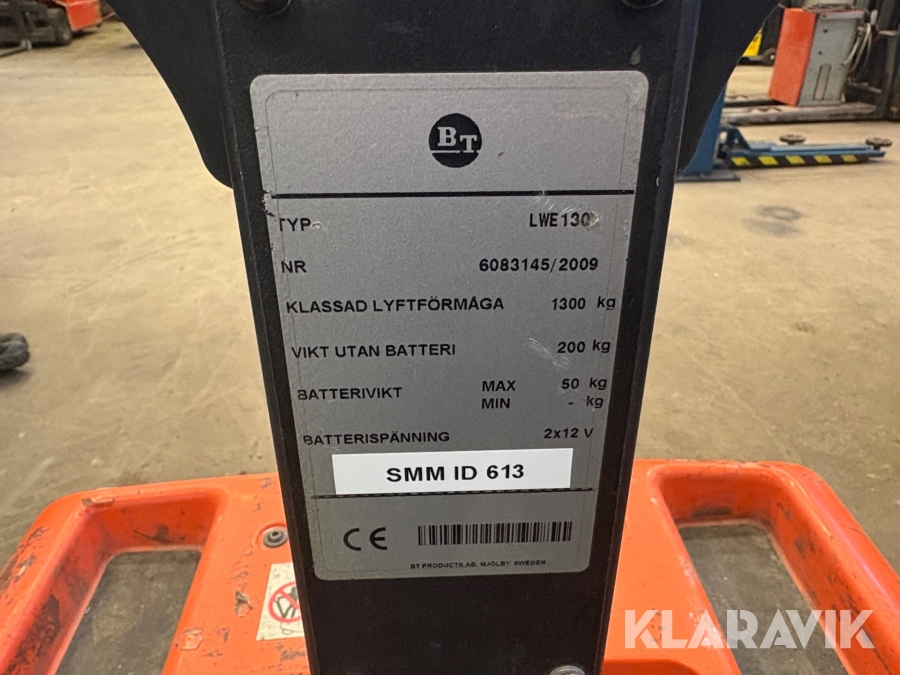 BT
TYP
LWE130
NR
6083145/2009
KLASSAD LYFTFÖRMÅGA
1300 kg
VIKT UTAN BATTERI
200 kg
BATTERIVIKT
MAX
50 kg
MIN
- kg
BATTERISPÄNNING
2x12 V
SMM ID 613
CE
BT PRODUCTS AB, MJÖLBY, SWEDEN
KLARAVIK